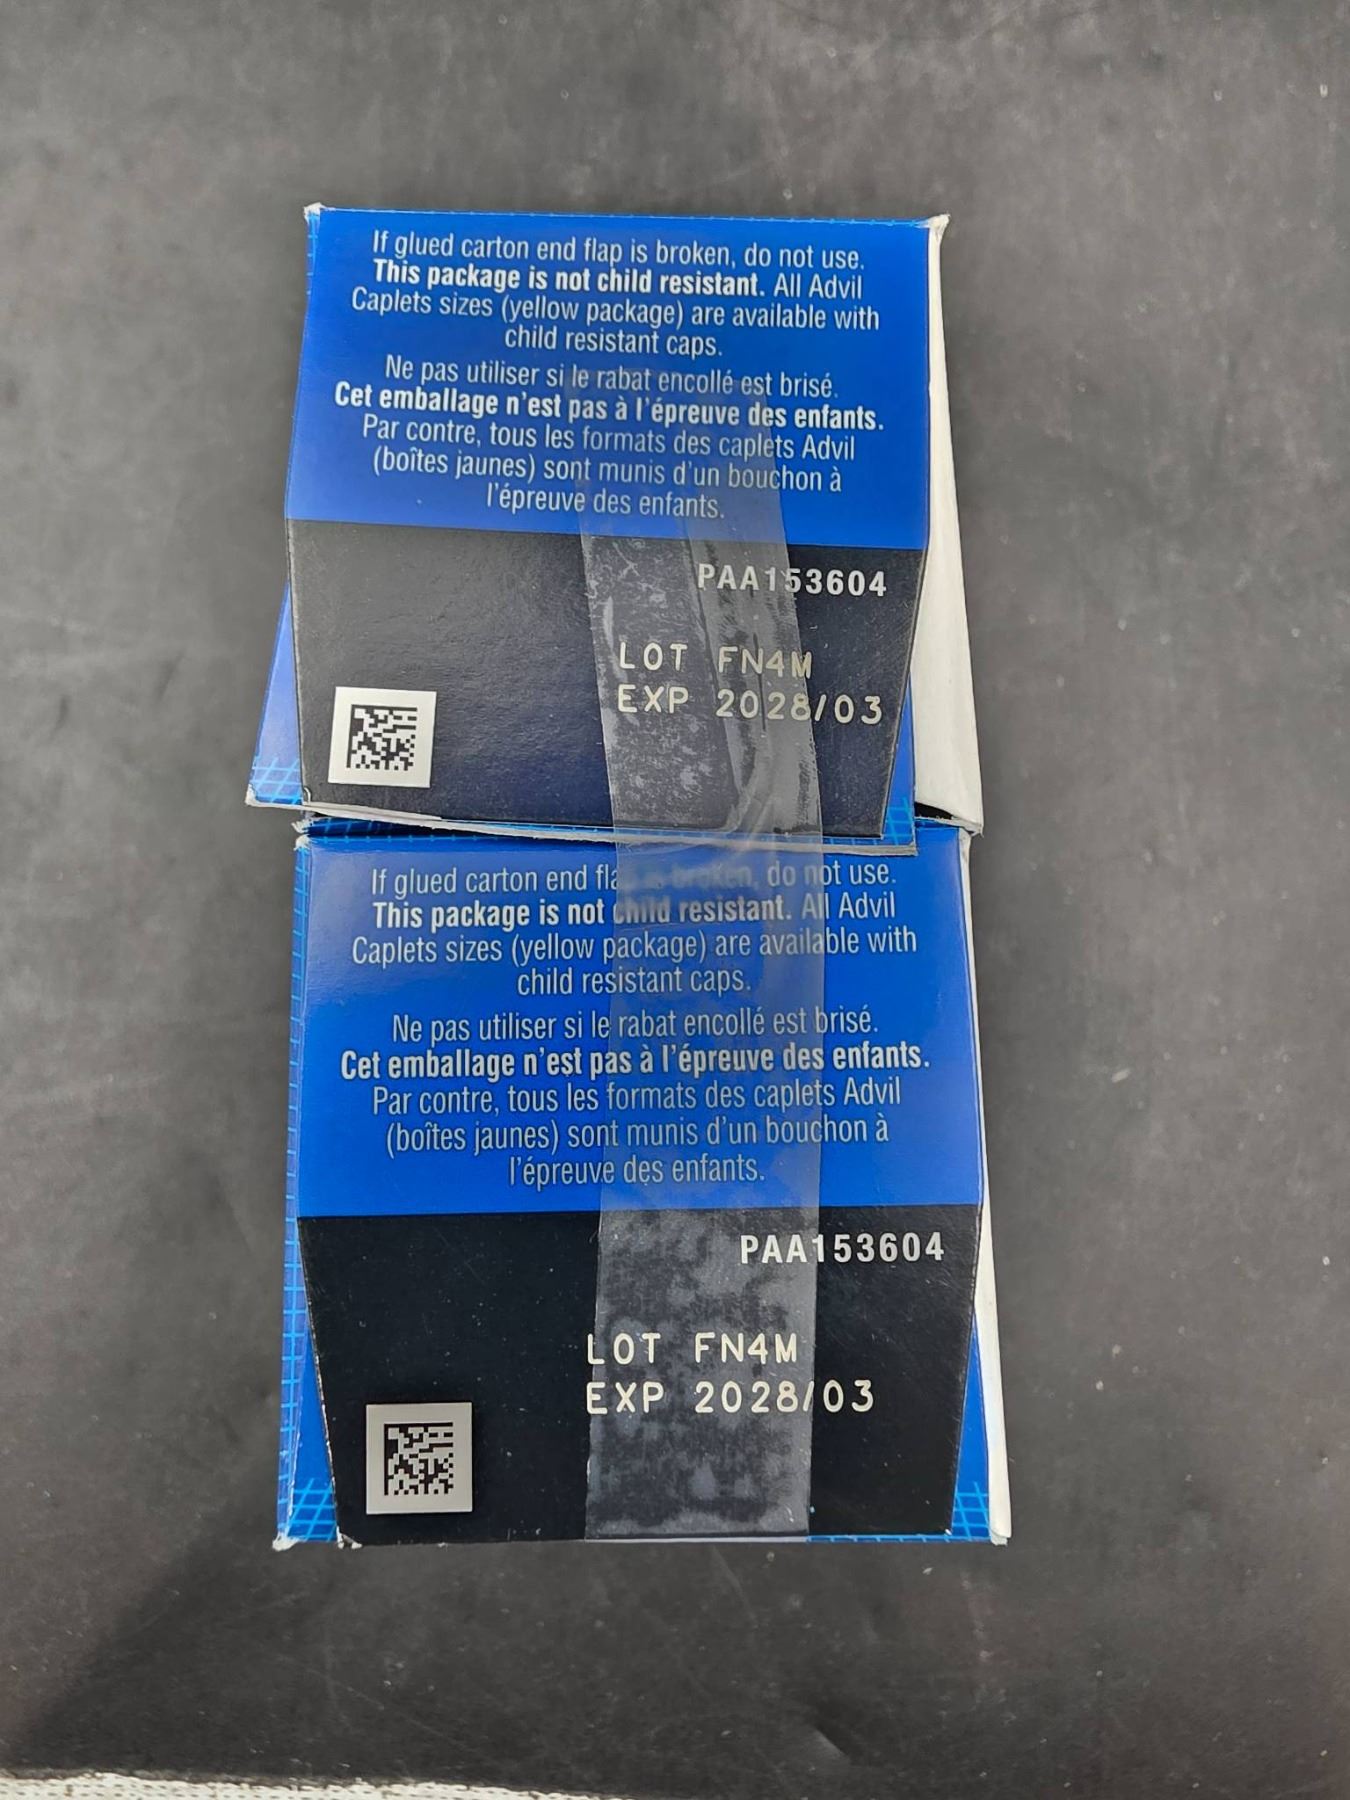 If glued carton end flap is broken, do not use.
This package is not child resistant. All Advil
Caplets sizes (yellow package) are available with
child resistant caps.
Ne pas utiliser si le rabat encollé est brisé.
Cet emballage n'est pas à l'épreuve des enfants.
Par contre, tous les formats des caplets Advil
(boîtes jaunes) sont munis d'un bouchon à
l'épreuve des enfants.
PAA153604
LOT FN4M
EXP 2028/03
If glued carton end flap is broken, do not use.
This package is not child resistant. All Advil
Caplets sizes (yellow package) are available with
child resistant caps.
Ne pas utiliser si le rabat encollé est brisé.
Cet emballage n'est pas à l'épreuve des enfants.
Par contre, tous les formats des caplets Advil
(boîtes jaunes) sont munis d'un bouchon à
l'épreuve des enfants.
PAA153604
LOT FN4M
EXP 2028/03